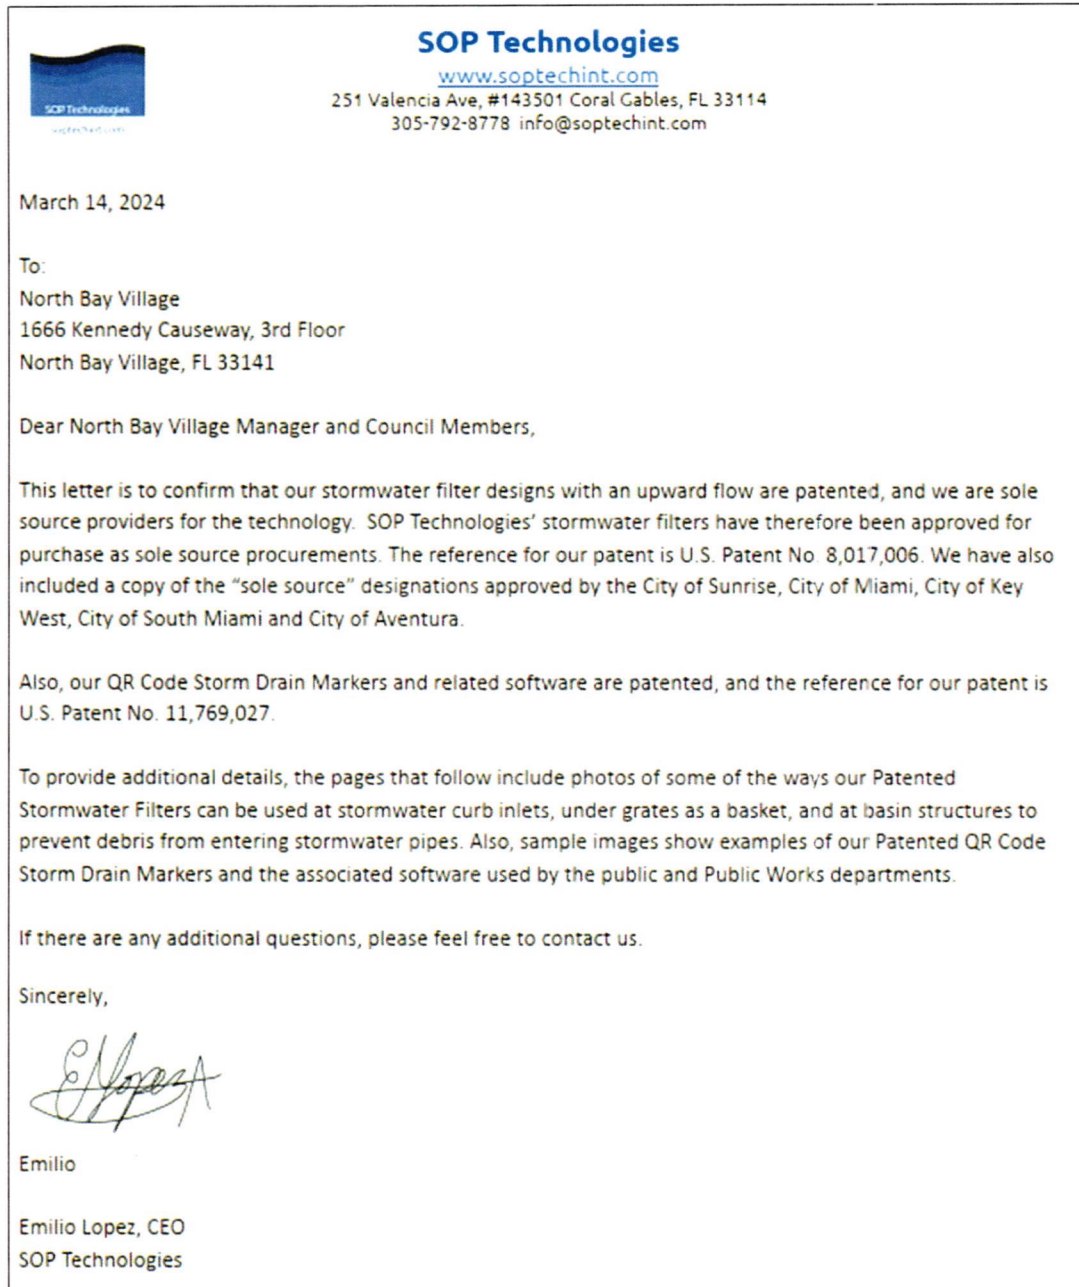 SOP Technologies
www.soptechint.com
251 Valencia Ave, #143501 Coral Gables, FL 33114
305-792-8778 info@soptechint.com
SOP Technologies
soptechint.com
March 14, 2024
To:
North Bay Village
1666 Kennedy Causeway, 3rd Floor
North Bay Village, FL 33141
Dear North Bay Village Manager and Council Members,
This letter is to confirm that our stormwater filter designs with an upward flow are patented, and we are sole
source providers for the technology. SOP Technologies' stormwater filters have therefore been approved for
purchase as sole source procurements. The reference for our patent is U.S. Patent No. 8,017,006. We have also
included a copy of the "sole source" designations approved by the City of Sunrise, City of Miami, City of Key
West, City of South Miami and City of Aventura.
Also, our QR Code Storm Drain Markers and related software are patented, and the reference for our patent is
U.S. Patent No. 11,769,027.
To provide additional details, the pages that follow include photos of some of the ways our Patented
Stormwater Filters can be used at stormwater curb inlets, under grates as a basket, and at basin structures to
prevent debris from entering stormwater pipes. Also, sample images show examples of our Patented QR Code
Storm Drain Markers and the associated software used by the public and Public Works departments.
If there are any additional questions, please feel free to contact us.
Sincerely,
ELopezA
Emilio
Emilio Lopez, CEO
SOP Technologies